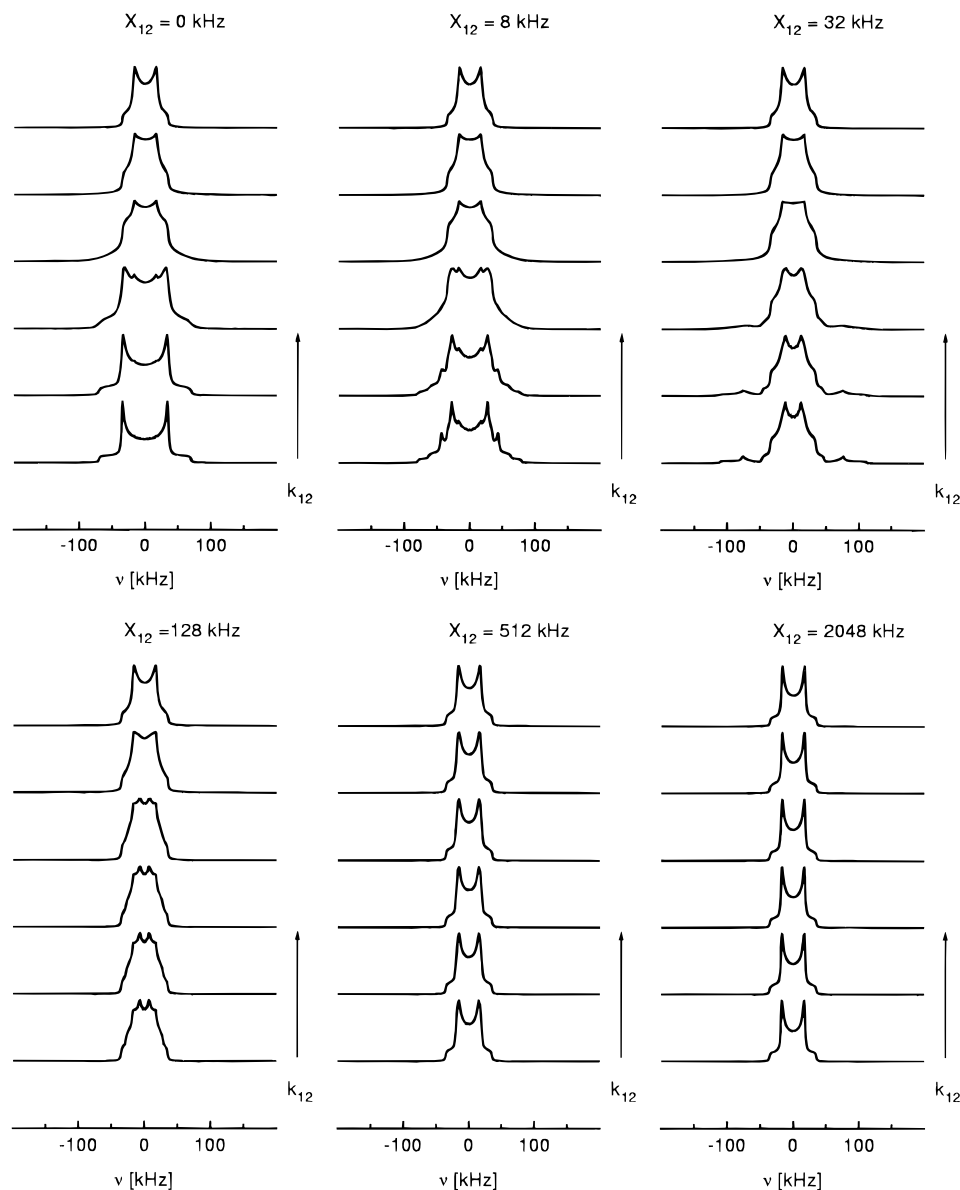 X12 = 0 kHz
X12 = 8 kHz
X12 = 32 kHz
k12
k12
k12
-100 0 100
-100 0 100
-100 0 100
ν [kHz]
ν [kHz]
ν [kHz]
X12 =128 kHz
X12 = 512 kHz
X12 = 2048 kHz
k12
k12
k12
-100 0 100
-100 0 100
-100 0 100
ν [kHz]
ν [kHz]
ν [kHz]